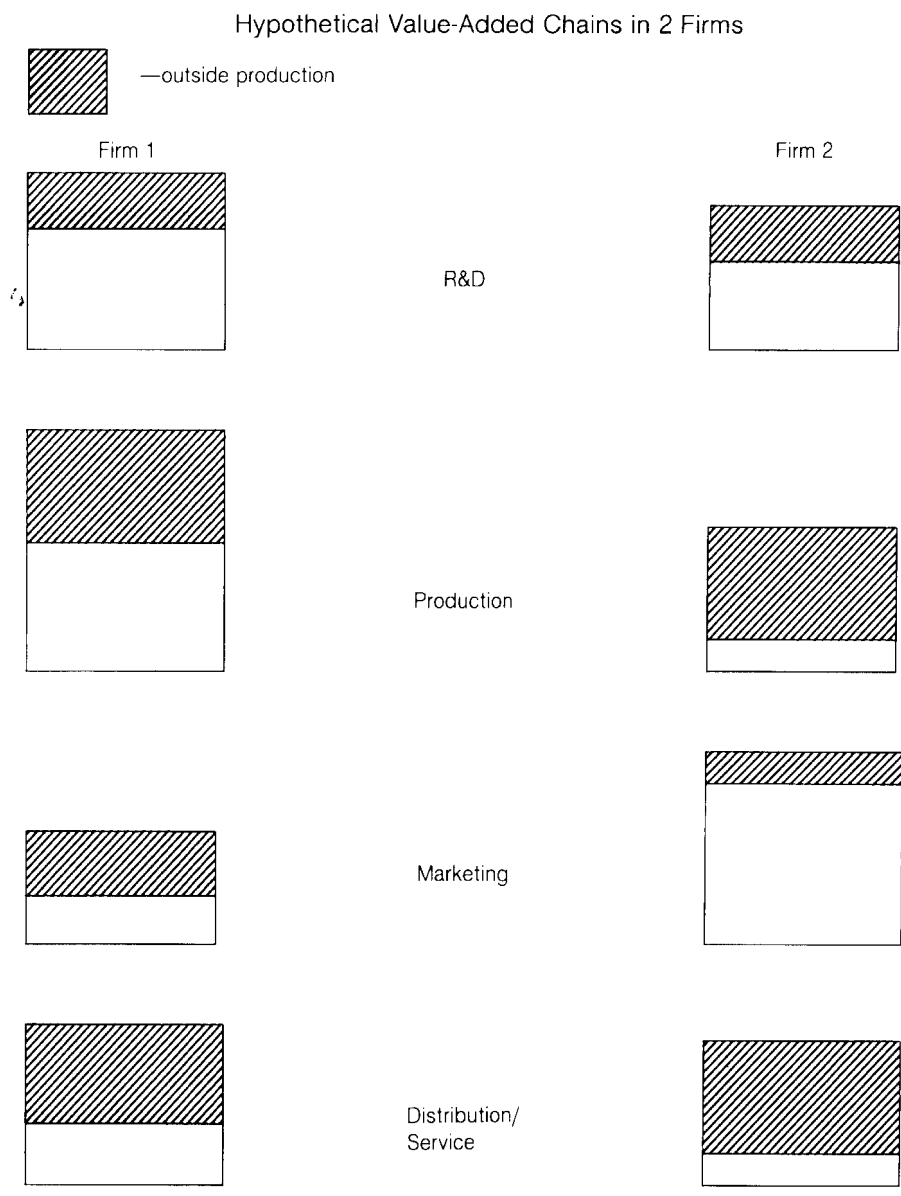 Hypothetical Value-Added Chains in 2 Firms
—outside production
Firm 1
Firm 2
R&D
Production
Marketing
Distribution/
Service